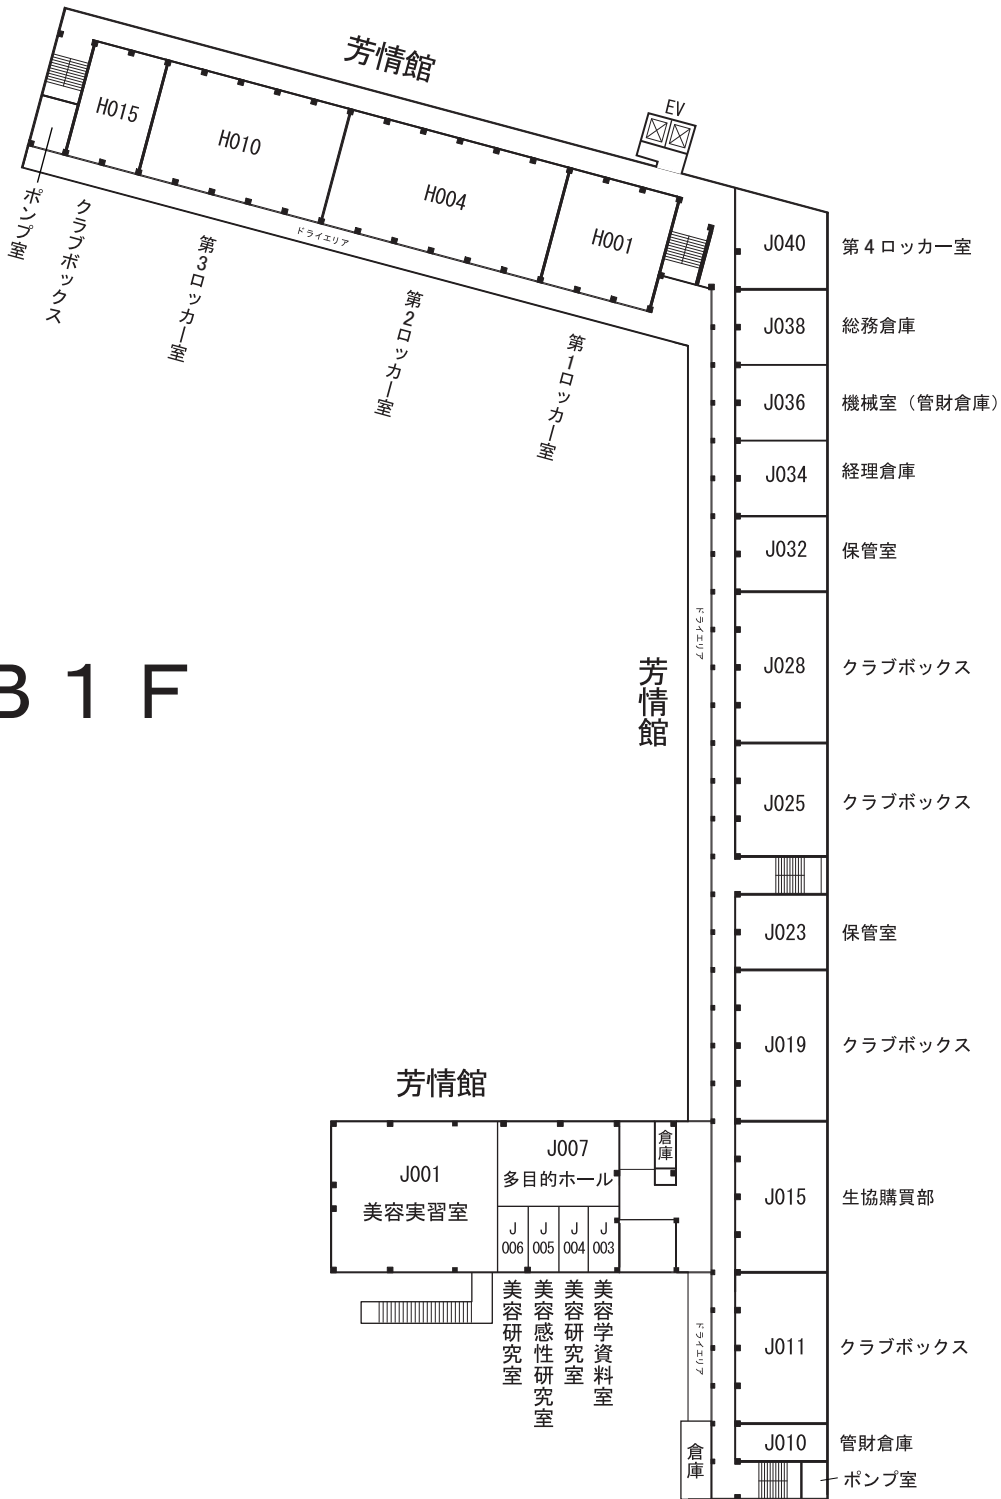 芳情館
EV
H015
H010
H004
H001
ドライエリア
ポンプ室
クラブボックス
第3ロッカー室
第2ロッカー室
第1ロッカー室
J040 第4ロッカー室
J038 総務倉庫
J036 機械室（管財倉庫）
J034 経理倉庫
J032 保管室
ドライエリア
B1F
芳情館
J028 クラブボックス
J025 クラブボックス
J023 保管室
J019 クラブボックス
芳情館
J001
美容実習室
J007
多目的ホール
倉庫
J015 生協購買部
J006
J005
J004
J003
美容研究室
美容感性研究室
美容研究室
美容学資料室
ドライエリア
J011 クラブボックス
倉庫
J010 管財倉庫
ポンプ室